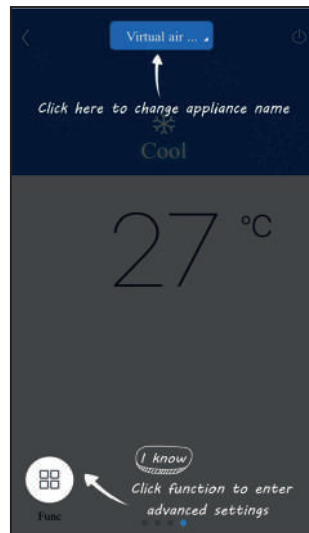 Virtual air ...
Click here to change appliance name
Cool
27 °C
I know
Click function to enter
advanced settings
Func